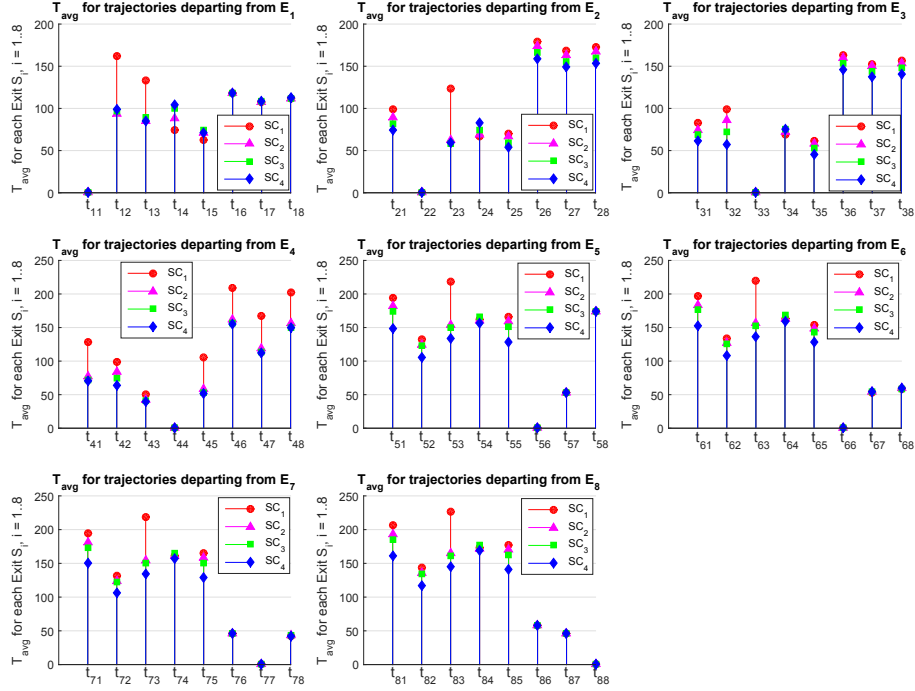 T_avg for trajectories departing from E_1
T_avg for each Exit S_i, i = 1..8
200
150
100
50
0
SC_1
SC_2
SC_3
SC_4
t_11 t_12 t_13 t_14 t_15 t_16 t_17 t_18
T_avg for trajectories departing from E_2
T_avg for each Exit S_i, i = 1..8
200
150
100
50
0
SC_1
SC_2
SC_3
SC_4
t_21 t_22 t_23 t_24 t_25 t_26 t_27 t_28
T_avg for trajectories departing from E_3
T_avg for each Exit S_i, i = 1..8
200
150
100
50
0
SC_1
SC_2
SC_3
SC_4
t_31 t_32 t_33 t_34 t_35 t_36 t_37 t_38
T_avg for trajectories departing from E_4
T_avg for each Exit S_i, i = 1..8
250
200
150
100
50
0
SC_1
SC_2
SC_3
SC_4
t_41 t_42 t_43 t_44 t_45 t_46 t_47 t_48
T_avg for trajectories departing from E_5
T_avg for each Exit S_i, i = 1..8
250
200
150
100
50
0
SC_1
SC_2
SC_3
SC_4
t_51 t_52 t_53 t_54 t_55 t_56 t_57 t_58
T_avg for trajectories departing from E_6
T_avg for each Exit S_i, i = 1..8
250
200
150
100
50
0
SC_1
SC_2
SC_3
SC_4
t_61 t_62 t_63 t_64 t_65 t_66 t_67 t_68
T_avg for trajectories departing from E_7
T_avg for each Exit S_i, i = 1..8
250
200
150
100
50
0
SC_1
SC_2
SC_3
SC_4
t_71 t_72 t_73 t_74 t_75 t_76 t_77 t_78
T_avg for trajectories departing from E_8
T_avg for each Exit S_i, i = 1..8
250
200
150
100
50
0
SC_1
SC_2
SC_3
SC_4
t_81 t_82 t_83 t_84 t_85 t_86 t_87 t_88